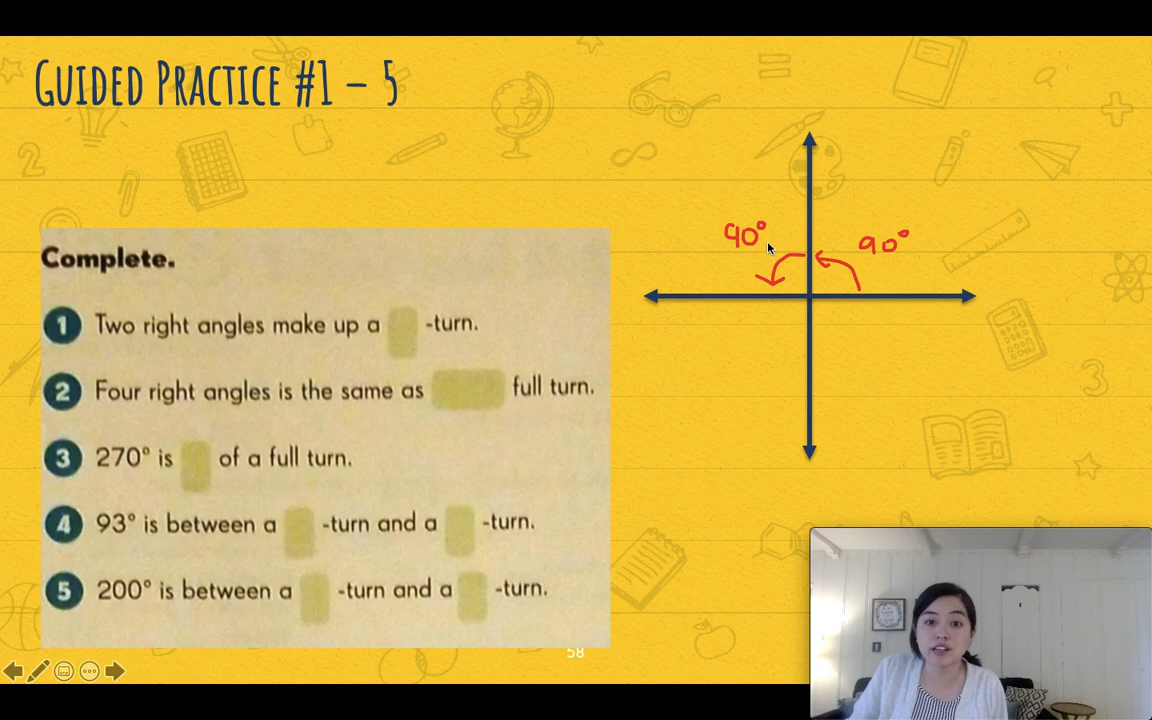 GUIDED PRACTICE #1 – 5
Complete.
1 Two right angles make up a -turn.
2 Four right angles is the same as full turn.
3 270° is of a full turn.
4 93° is between a -turn and a -turn.
5 200° is between a -turn and a -turn.
90°
90°
58